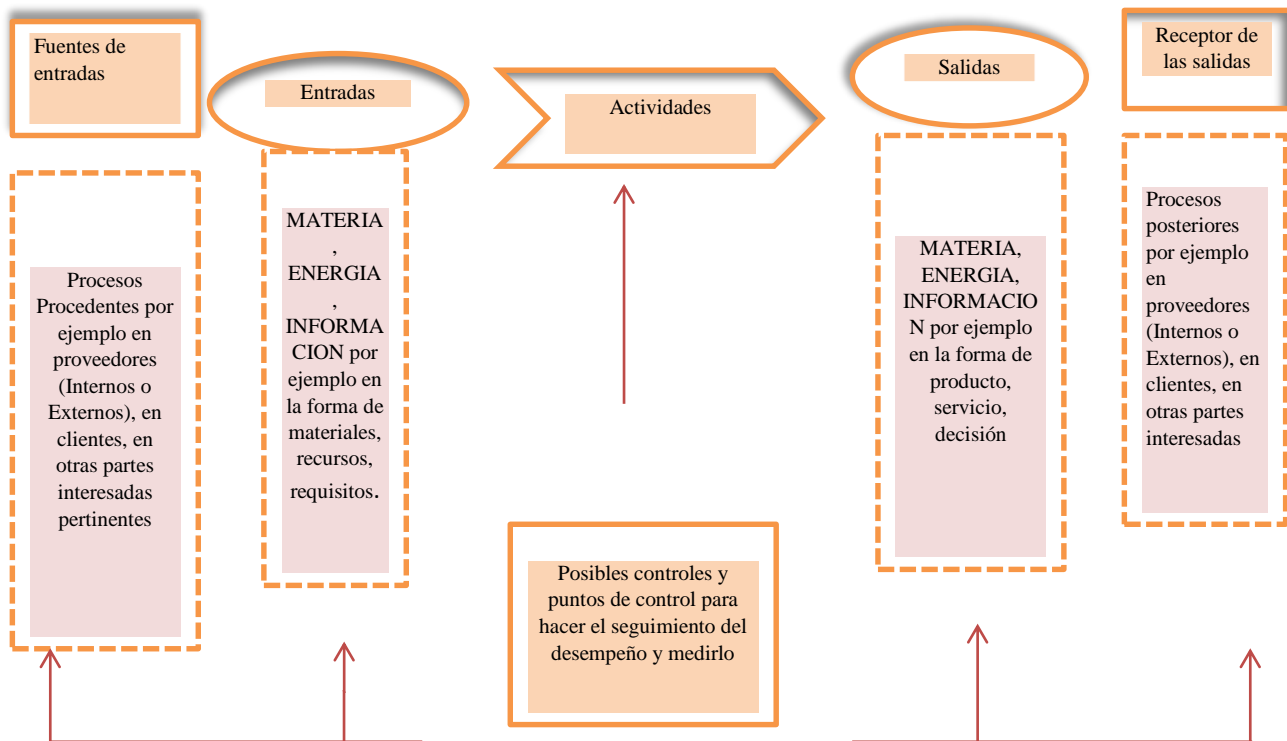 Fuentes de
entradas
Entradas
Actividades
Salidas
Receptor de
las salidas
Procesos
Procedentes por
ejemplo en
proveedores
(Internos o
Externos), en
clientes, en
otras partes
interesadas
pertinentes
MATERIA
,
ENERGIA
,
INFORMA
CION por
ejemplo en
la forma de
materiales,
recursos,
requisitos.
Posibles controles y
puntos de control para
hacer el seguimiento del
desempeño y medirlo
MATERIA,
ENERGIA,
INFORMACIO
N por ejemplo
en la forma de
producto,
servicio,
decisión
Procesos
posteriores
por ejemplo
en
proveedores
(Internos o
Externos), en
clientes, en
otras partes
interesadas